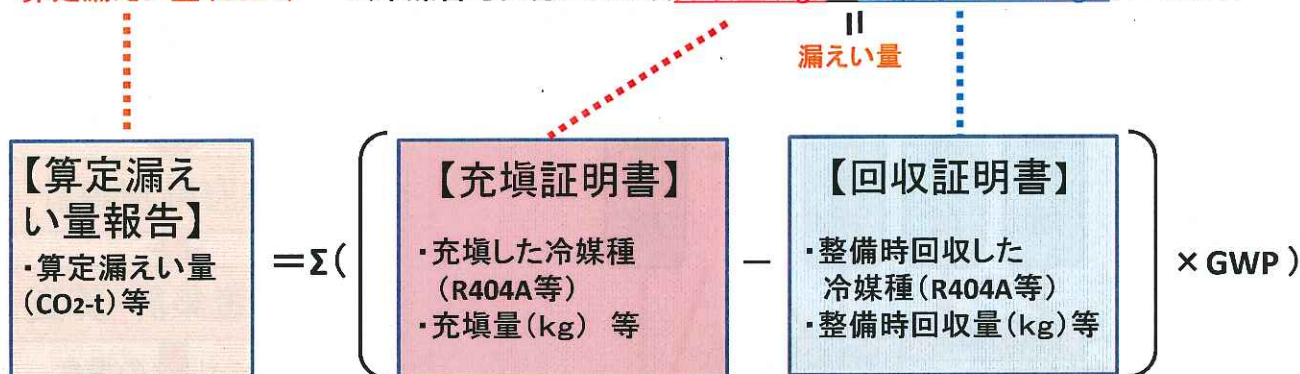 ||
漏えい量
【算定漏え
い量報告】
・算定漏えい量
(CO2-t)等
=Σ(
【充塡証明書】
・充塡した冷媒種
(R404A等)
・充塡量(kg) 等
−
【回収証明書】
・整備時回収した
冷媒種(R404A等)
・整備時回収量(kg)等
×GWP )